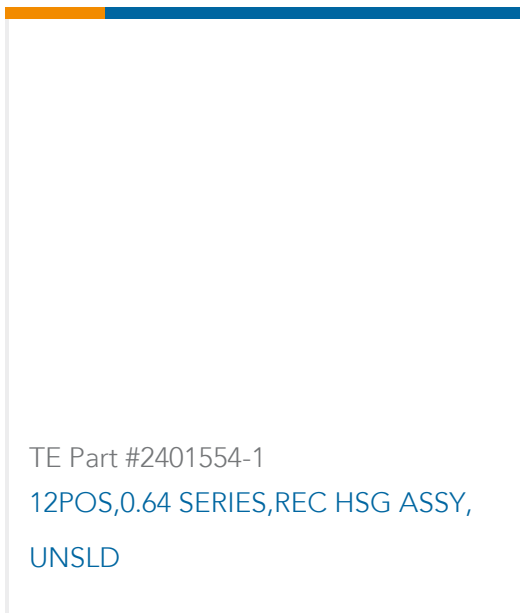 TE Part #2401554-1
12POS,0.64 SERIES,REC HSG ASSY,
UNSLD